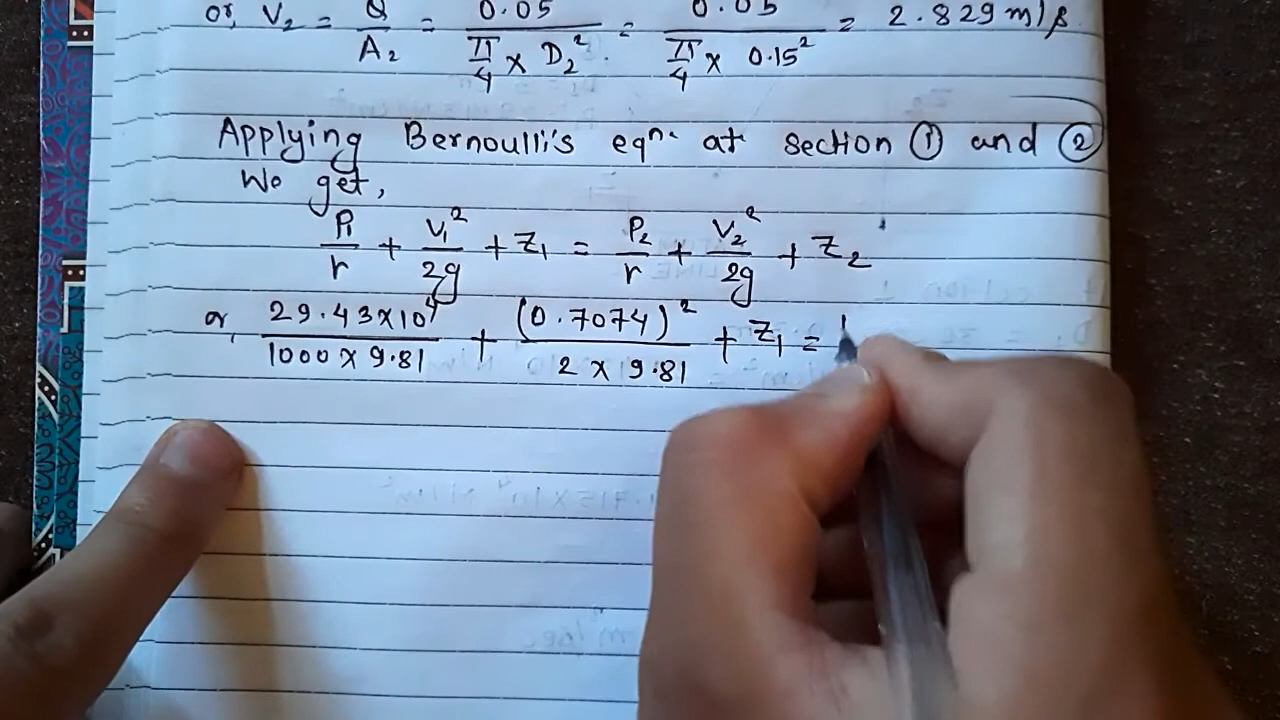 or, V₂ = Q/A₂ = 0.05/(π/4 × D₂²) = 0.05/(π/4 × 0.15²) = 2.829 m/s.
Applying Bernoulli's eqn. at section ① and ②
We get,
P₁/r + V₁²/2g + Z₁ = P₂/r + V₂²/2g + Z₂
or, 29.43×10⁴/(1000 × 9.81) + (0.7074)²/(2 × 9.81) + Z₁ =